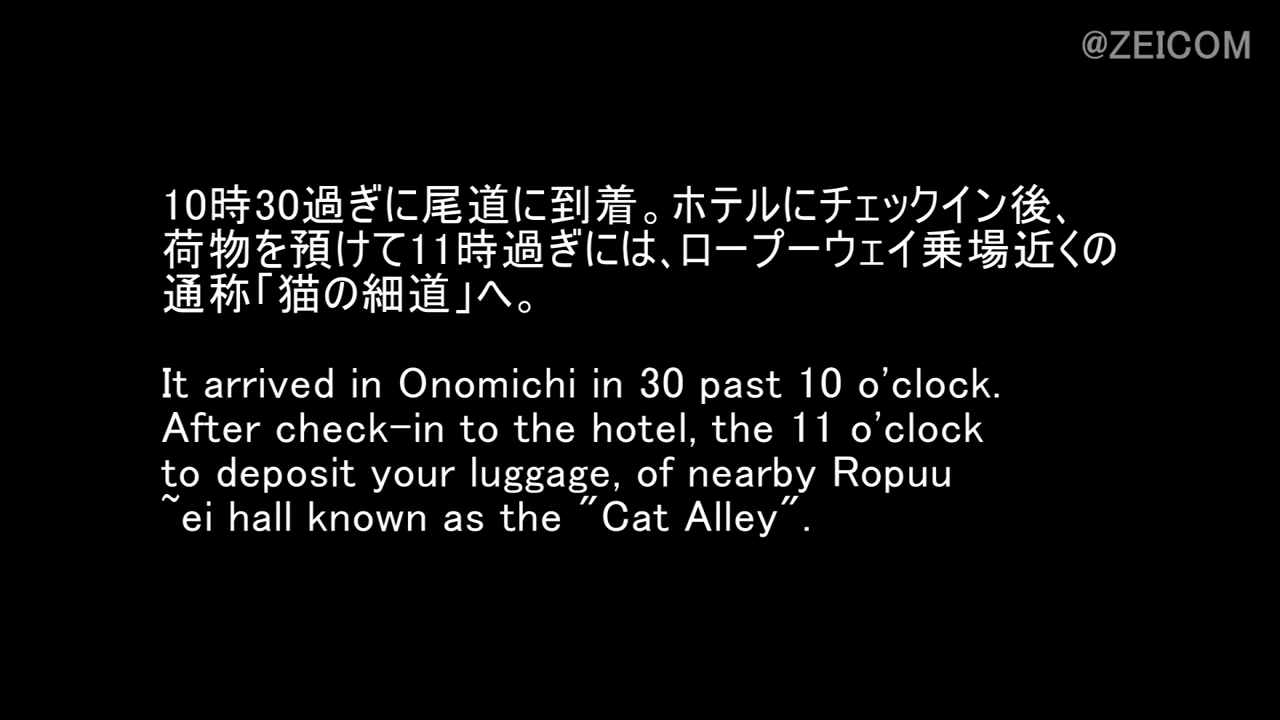 @ZEICOM
10時30過ぎに尾道に到着。ホテルにチェックイン後、
荷物を預けて11時過ぎには、ロープーウェイ乗場近くの
通称「猫の細道」へ。
It arrived in Onomichi in 30 past 10 o'clock.
After check-in to the hotel, the 11 o'clock
to deposit your luggage, of nearby Ropuu
~ei hall known as the "Cat Alley".